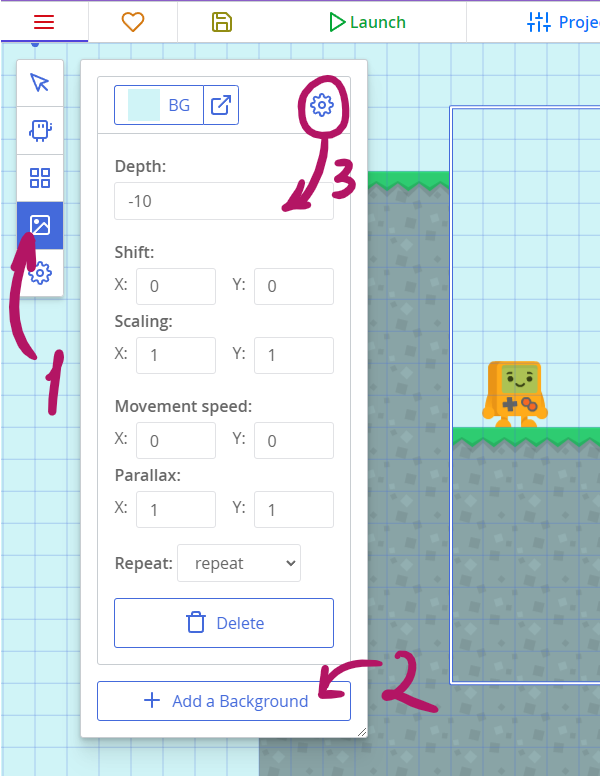 Launch
Proje
BG
3
Depth:
-10
Shift:
X: 0 Y: 0
Scaling:
X: 1 Y: 1
1
Movement speed:
X: 0 Y: 0
Parallax:
X: 1 Y: 1
Repeat: repeat
Delete
2
Add a Background